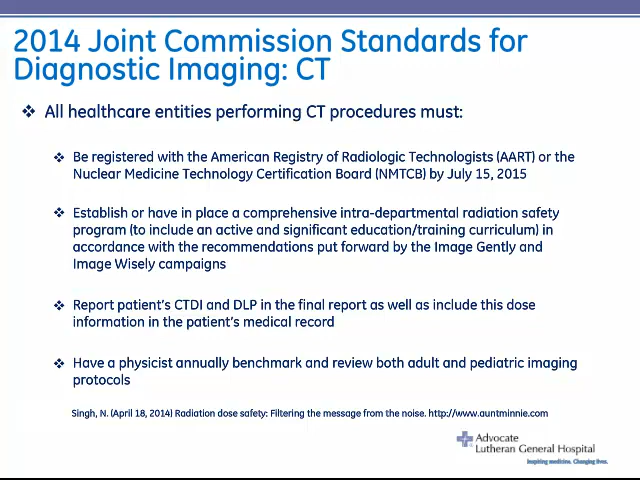 2014 Joint Commission Standards for
Diagnostic Imaging: CT
All healthcare entities performing CT procedures must:
Be registered with the American Registry of Radiologic Technologists (AART) or the
Nuclear Medicine Technology Certification Board (NMTCB) by July 15, 2015
Establish or have in place a comprehensive intra-departmental radiation safety
program (to include an active and significant education/training curriculum) in
accordance with the recommendations put forward by the Image Gently and
Image Wisely campaigns
Report patient's CTDI and DLP in the final report as well as include this dose
information in the patient's medical record
Have a physicist annually benchmark and review both adult and pediatric imaging
protocols
Singh, N. (April 18, 2014) Radiation dose safety: Filtering the message from the noise. http://www.auntminnie.com
Advocate
Lutheran General Hospital
Inspiring medicine. Changing lives.